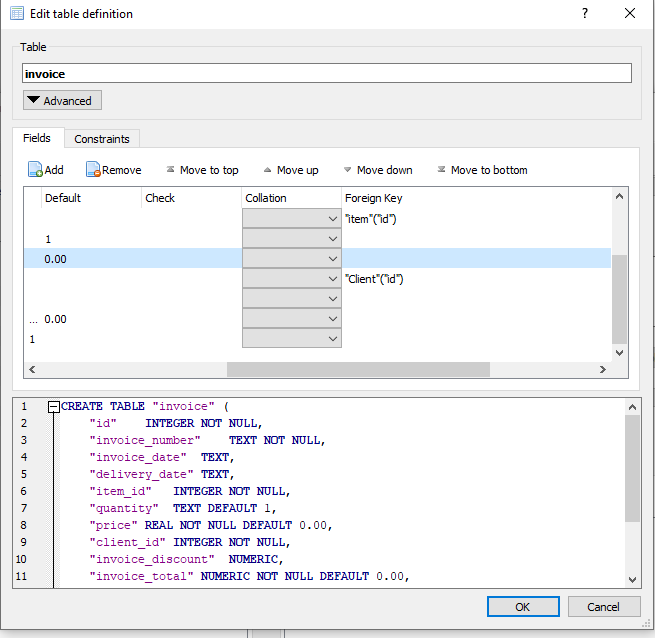 Edit table definition
?
Table
invoice
Advanced
Fields Constraints
Add Remove Move to top Move up Move down Move to bottom
Default Check Collation Foreign Key
"item"("id")
1
0.00
"Client"("id")
... 0.00
1
1 CREATE TABLE "invoice" (
2 "id" INTEGER NOT NULL,
3 "invoice_number" TEXT NOT NULL,
4 "invoice_date" TEXT,
5 "delivery_date" TEXT,
6 "item_id" INTEGER NOT NULL,
7 "quantity" TEXT DEFAULT 1,
8 "price" REAL NOT NULL DEFAULT 0.00,
9 "client_id" INTEGER NOT NULL,
10 "invoice_discount" NUMERIC,
11 "invoice_total" NUMERIC NOT NULL DEFAULT 0.00,
OK Cancel